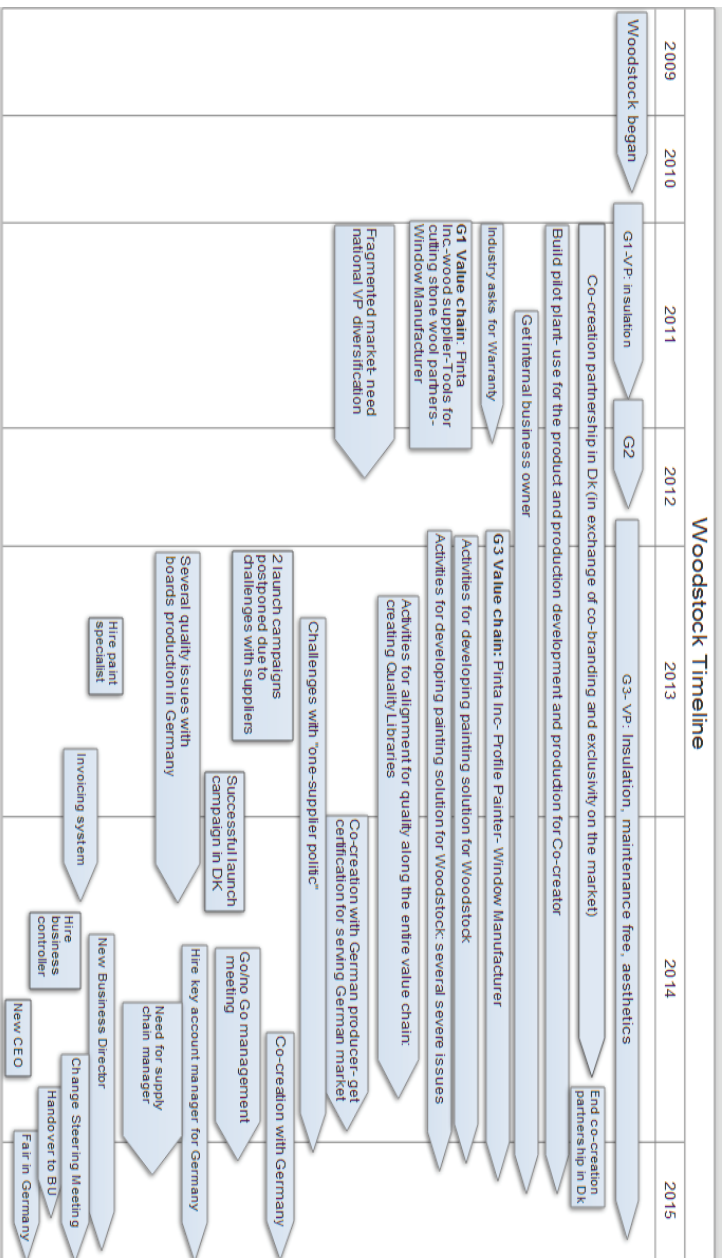 Woodstock Timeline
2009
2010
2011
2012
2013
2014
2015
Woodstock began
G1-VP: insulation
G2
G3- VP: Insulation, maintenance free, aesthetics
Co-creation partnership in Dk (in exchange of co-branding and exclusivity on the market)
End co-creation
partnership in Dk
Build pilot plant- use for the product and production development and production for Co-creator
Get internal business owner
Industry asks for Warranty
G3 Value chain: Pinta Inc- Profile Painter- Window Manufacturer
Activities for developing painting solution for Woodstock
G1 Value chain: Pinta
Inc.-wood supplier-Tools for
cutting stone wool partners-
Window Manufacturer
Activities for developing painting solution for Woodstock: several severe issues
Fragmented market- need
national VP diversification
Activities for alignment for quality along the entire value chain:
creating Quality Libraries
Co-creation with German producer- get
certification for serving German market
Challenges with "one-supplier politic"
2 launch campaigns
postponed due to
challenges with suppliers
Co-creation with Germany
Successful launch
campaign in DK
Go/no Go management
meeting
Several quality issues with
boards production in Germany
Hire key account manager for Germany
Need for supply
chain manager
Hire paint
specialist
New Business Director
Invoicing system
Change Steering Meeting
Hire
business
controller
Handover to BU
New CEO
Fair in Germany